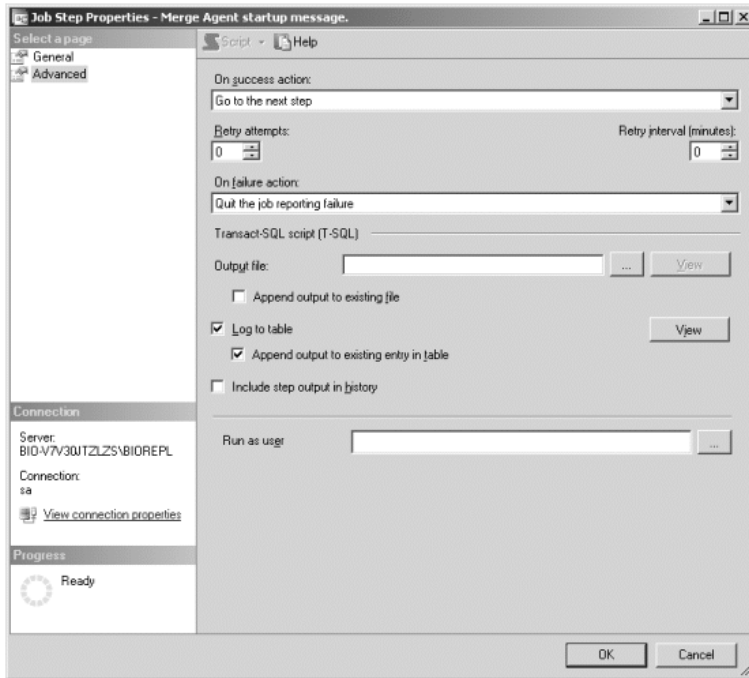 Job Step Properties - Merge Agent startup message.
Select a page
General
Advanced
Script
Help
On success action:
Go to the next step
Retry attempts:
Retry interval (minutes):
0
0
On failure action:
Quit the job reporting failure
Transact-SQL script (T-SQL)
Output file:
...
View
Append output to existing file
Log to table
View
Append output to existing entry in table
Include step output in history
Run as user
...
Connection
Server:
BIO-V7V30JTZLZS\BIOREPL
Connection:
sa
View connection properties
Progress
Ready
OK
Cancel